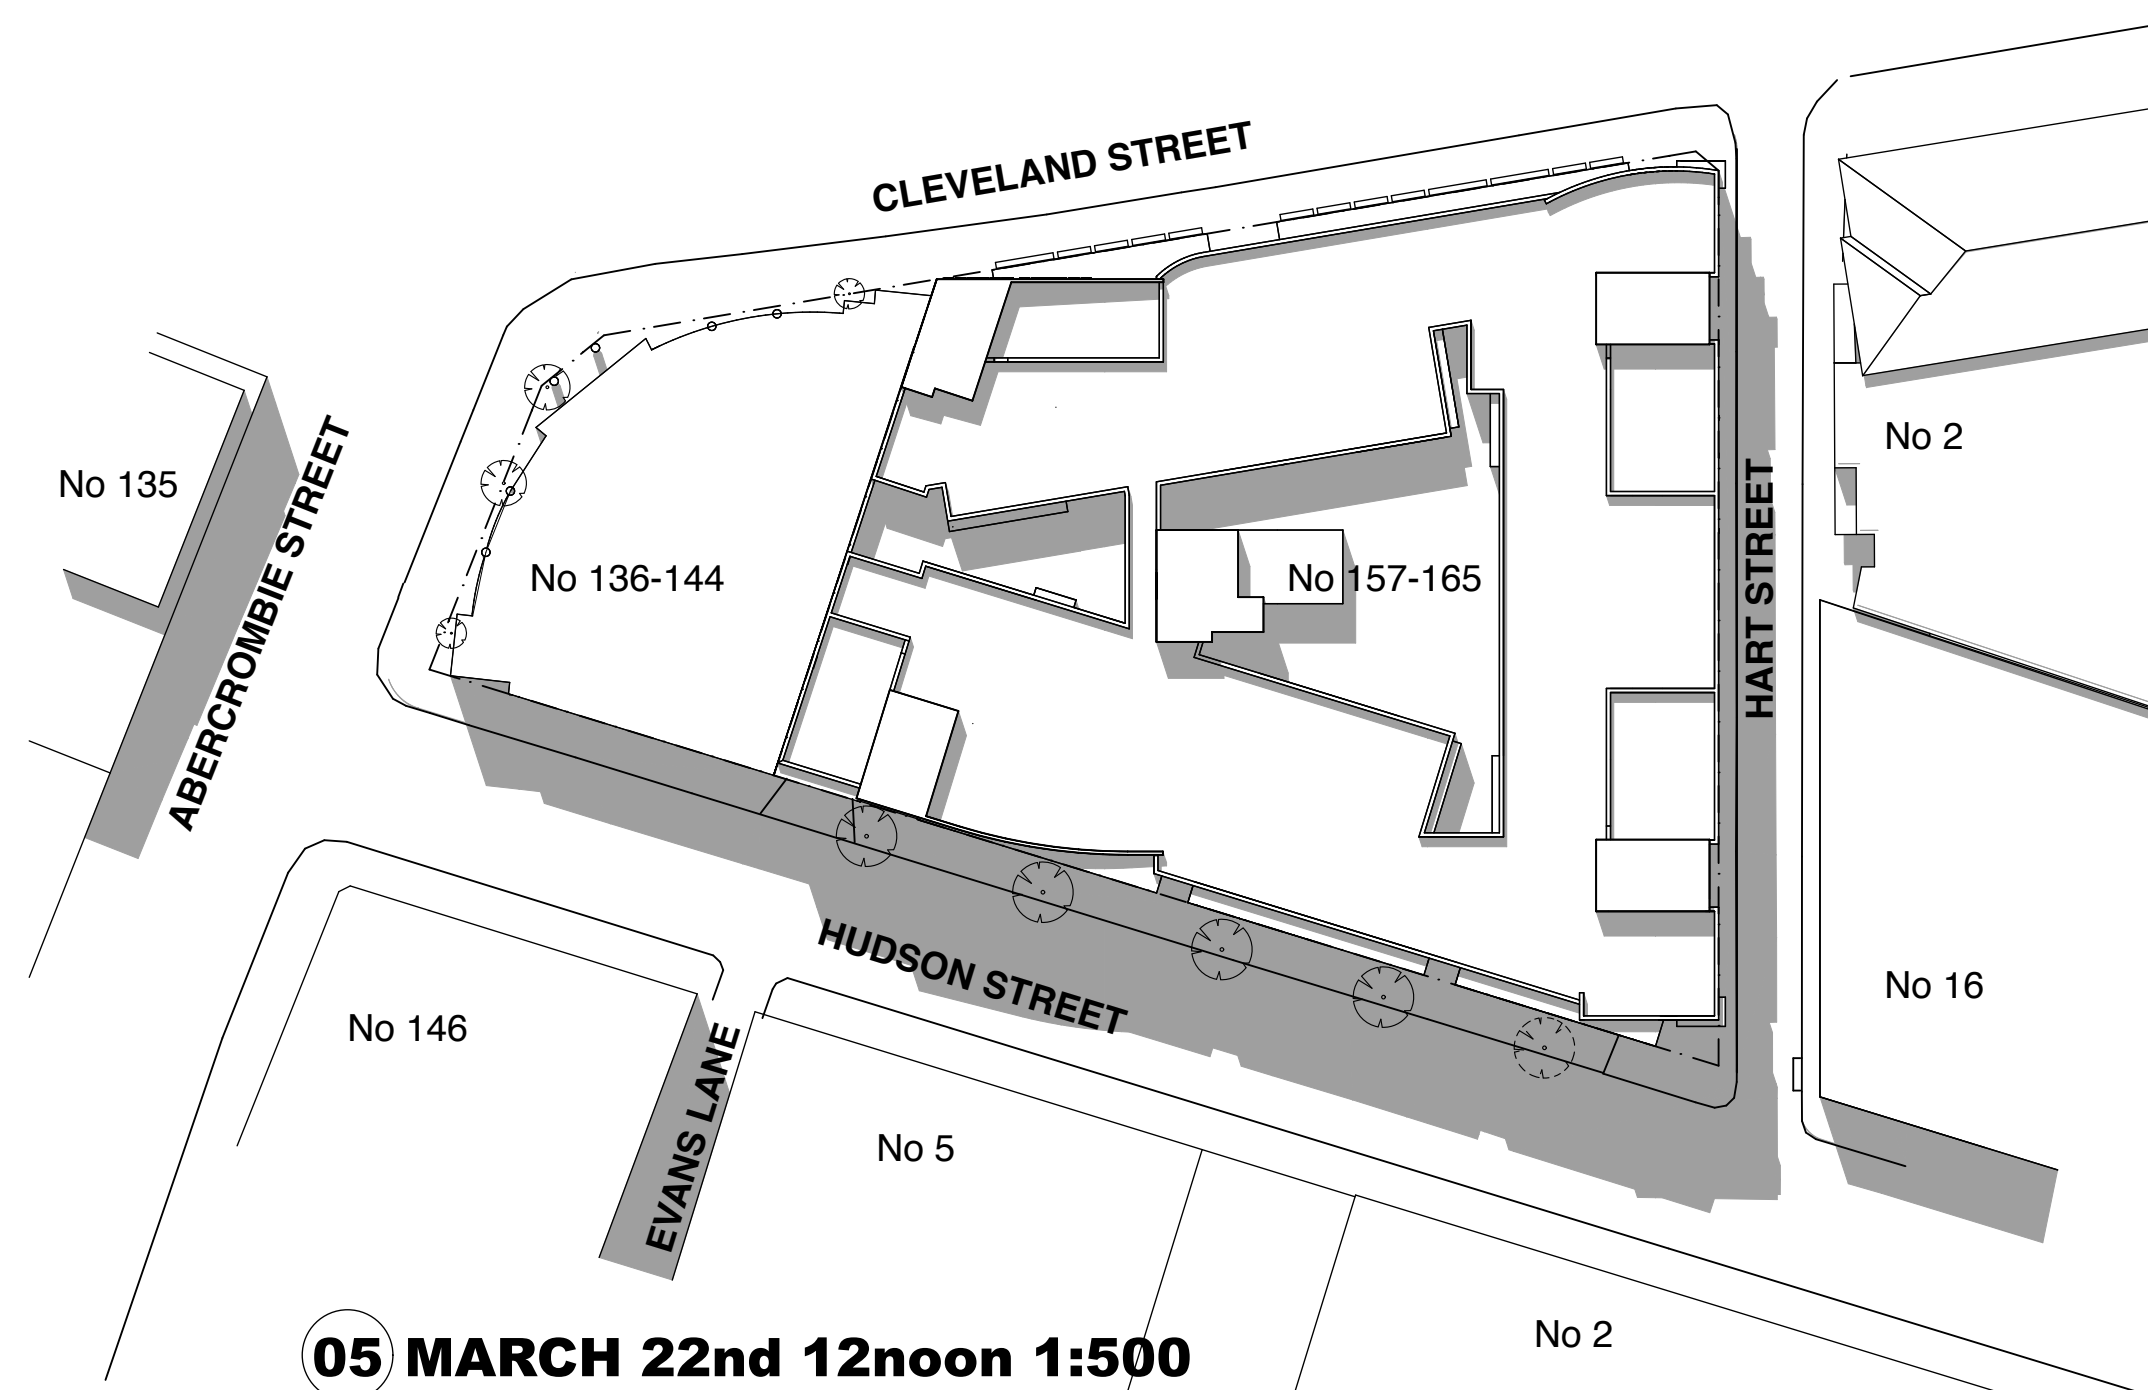 CLEVELAND STREET
No 135
ABERCROMBIE STREET
No 136-144
No 157-165
HART STREET
No 2
HUDSON STREET
No 16
No 146
EVANS LANE
No 5
No 2
05 MARCH 22nd 12noon 1:500